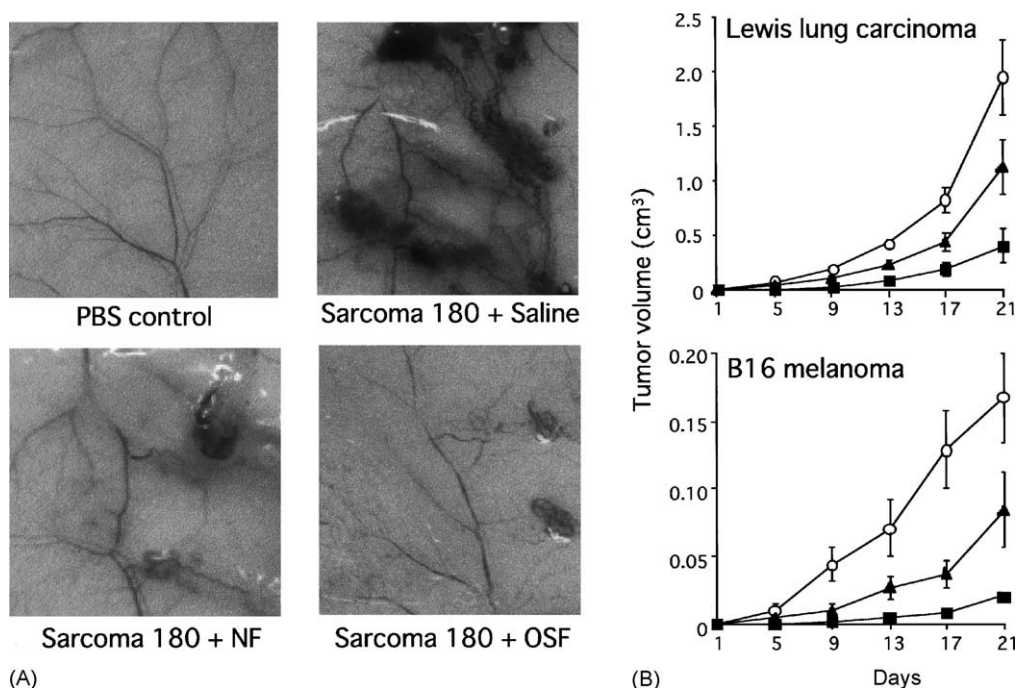 PBS control
Sarcoma 180 + Saline
Sarcoma 180 + NF
Sarcoma 180 + OSF
(A)
Lewis lung carcinoma
2.5
2.0
1.5
1.0
0.5
0
1 5 9 13 17 21
Tumor volume (cm³)
B16 melanoma
0.20
0.15
0.10
0.05
0
1 5 9 13 17 21
(B)
Days